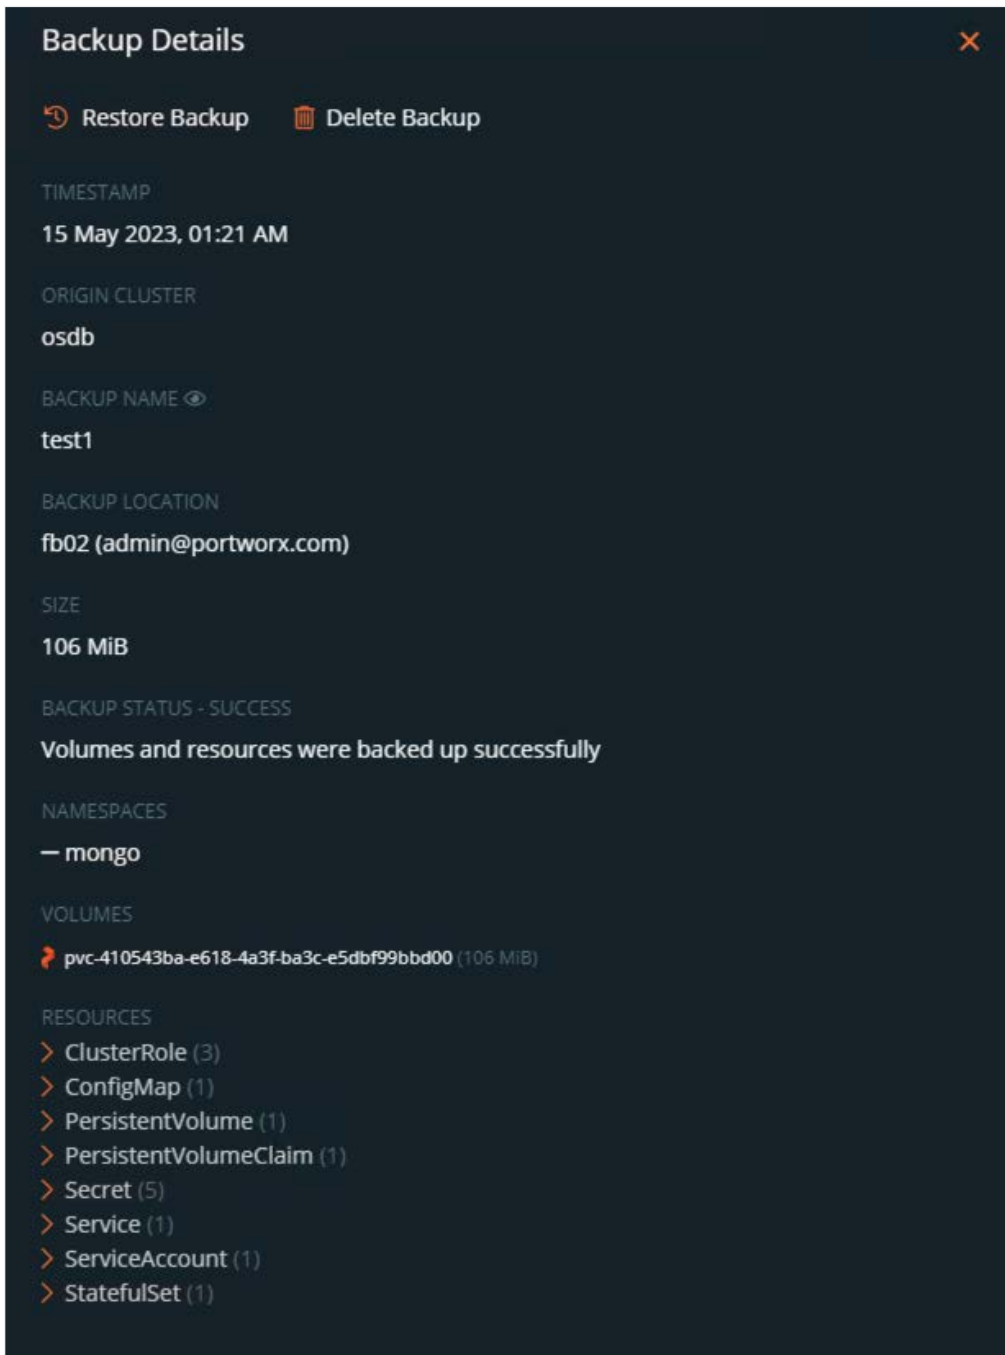 Backup Details
Restore Backup Delete Backup
TIMESTAMP
15 May 2023, 01:21 AM
ORIGIN CLUSTER
osdb
BACKUP NAME
test1
BACKUP LOCATION
fb02 (admin@portworx.com)
SIZE
106 MiB
BACKUP STATUS - SUCCESS
Volumes and resources were backed up successfully
NAMESPACES
— mongo
VOLUMES
pvc-410543ba-e618-4a3f-ba3c-e5dbf99bbd00 (106 MiB)
RESOURCES
ClusterRole (3)
ConfigMap (1)
PersistentVolume (1)
PersistentVolumeClaim (1)
Secret (5)
Service (1)
ServiceAccount (1)
StatefulSet (1)